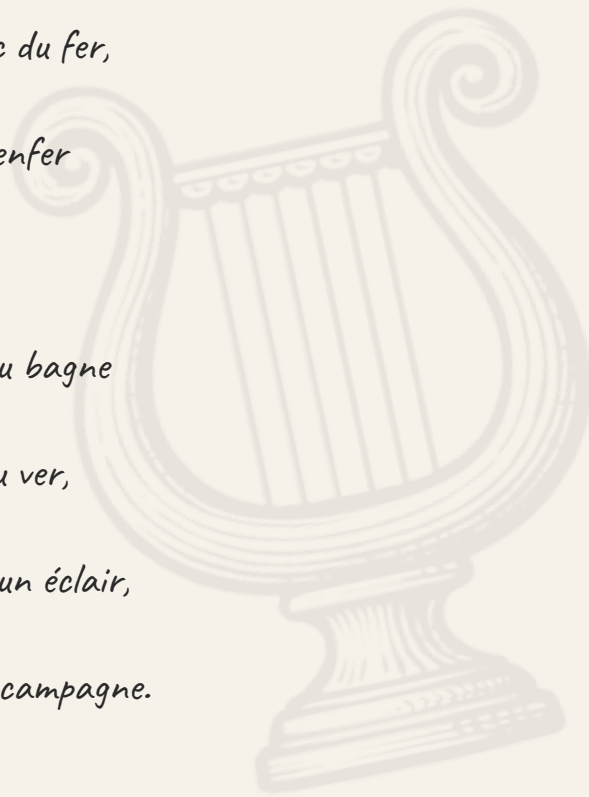 du fer,
enfer
bagne
ver,
un éclair,
campagne.